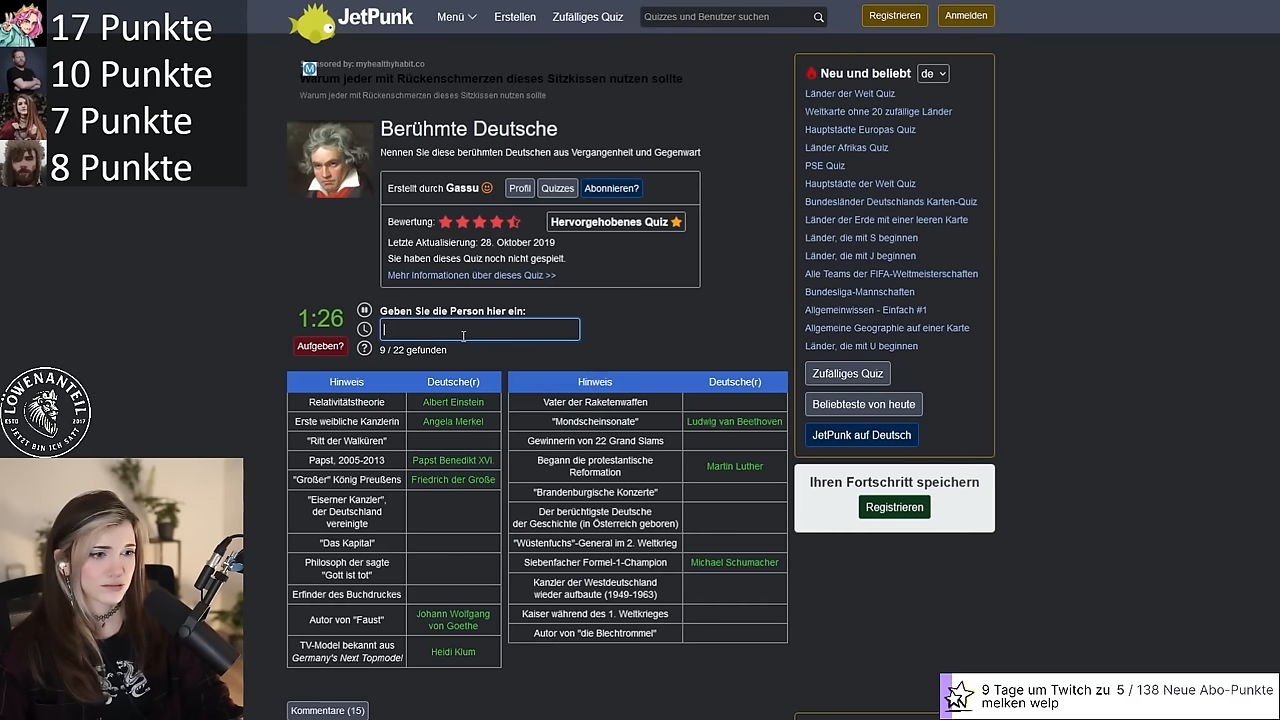 17 Punkte
10 Punkte
7 Punkte
8 Punkte
JetPunk
Menü
Erstellen
Zufälliges Quiz
Quizzes und Benutzer suchen
Registrieren
Anmelden
Sponsored by: myhealthyhabit.co
Warum jeder mit Rückenschmerzen dieses Sitzkissen nutzen sollte
Warum jeder mit Rückenschmerzen dieses Sitzkissen nutzen sollte
Berühmte Deutsche
Nennen Sie diese berühmten Deutschen aus Vergangenheit und Gegenwart
Erstellt durch Gassu
Profil
Quizzes
Abonnieren?
Bewertung:
Hervorgehobenes Quiz
Letzte Aktualisierung: 28. Oktober 2019
Sie haben dieses Quiz noch nicht gespielt.
Mehr Informationen über dieses Quiz >>
1:26
Aufgeben?
Geben Sie die Person hier ein:
9 / 22 gefunden
Hinweis Deutsche(r)
Relativitätstheorie Albert Einstein
Erste weibliche Kanzlerin Angela Merkel
"Ritt der Walküren"
Papst, 2005-2013 Papst Benedikt XVI.
"Großer" König Preußens Friedrich der Große
"Eiserner Kanzler",
der Deutschland
vereinigte
"Das Kapital"
Philosoph der sagte
"Gott ist tot"
Erfinder des Buchdruckes
Autor von "Faust" Johann Wolfgang
von Goethe
TV-Model bekannt aus
Germany's Next Topmodel Heidi Klum
Hinweis Deutsche(r)
Vater der Raketenwaffen
"Mondscheinsonate" Ludwig van Beethoven
Gewinnerin von 22 Grand Slams
Begann die protestantische
Reformation Martin Luther
"Brandenburgische Konzerte"
Der berüchtigste Deutsche
der Geschichte (in Österreich geboren)
"Wüstenfuchs"-General im 2. Weltkrieg
Siebenfacher Formel-1-Champion Michael Schumacher
Kanzler der Westdeutschland
wieder aufbaute (1949-1963)
Kaiser während des 1. Weltkrieges
Autor von "die Blechtrommel"
Kommentare (15)
Neu und beliebt de
Länder der Welt Quiz
Weltkarte ohne 20 zufällige Länder
Hauptstädte Europas Quiz
Länder Afrikas Quiz
PSE Quiz
Hauptstädte der Welt Quiz
Bundesländer Deutschlands Karten-Quiz
Länder der Erde mit einer leeren Karte
Länder, die mit S beginnen
Länder, die mit J beginnen
Alle Teams der FIFA-Weltmeisterschaften
Bundesliga-Mannschaften
Allgemeinwissen - Einfach #1
Allgemeine Geographie auf einer Karte
Länder, die mit U beginnen
Zufälliges Quiz
Beliebteste von heute
JetPunk auf Deutsch
Ihren Fortschritt speichern
Registrieren
LÖWENANTEIL
ESTD 2017
JETZT BIN ICH SATT
9 Tage um Twitch zu 5 / 138 Neue Abo-Punkte
melken welp